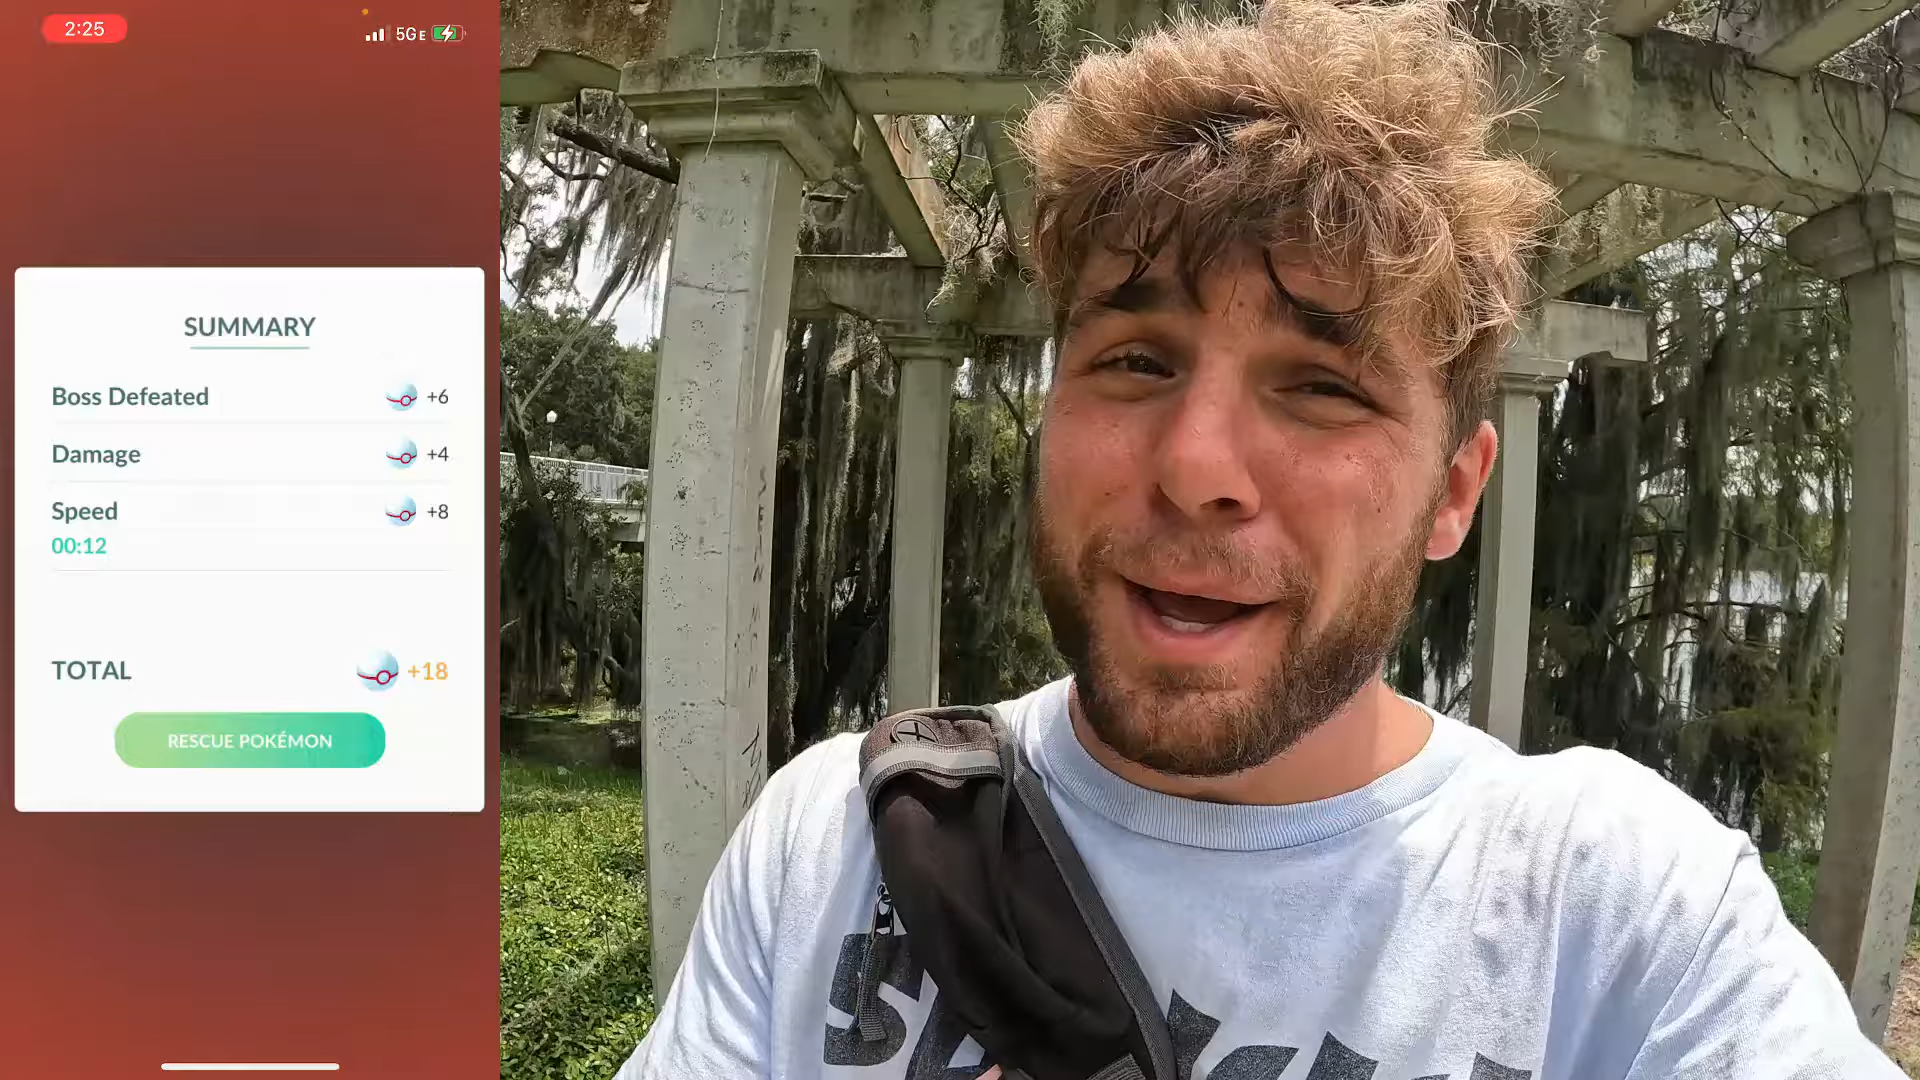 2:25
5GE
SUMMARY
Boss Defeated +6
Damage +4
Speed +8
00:12
TOTAL +18
RESCUE POKÉMON